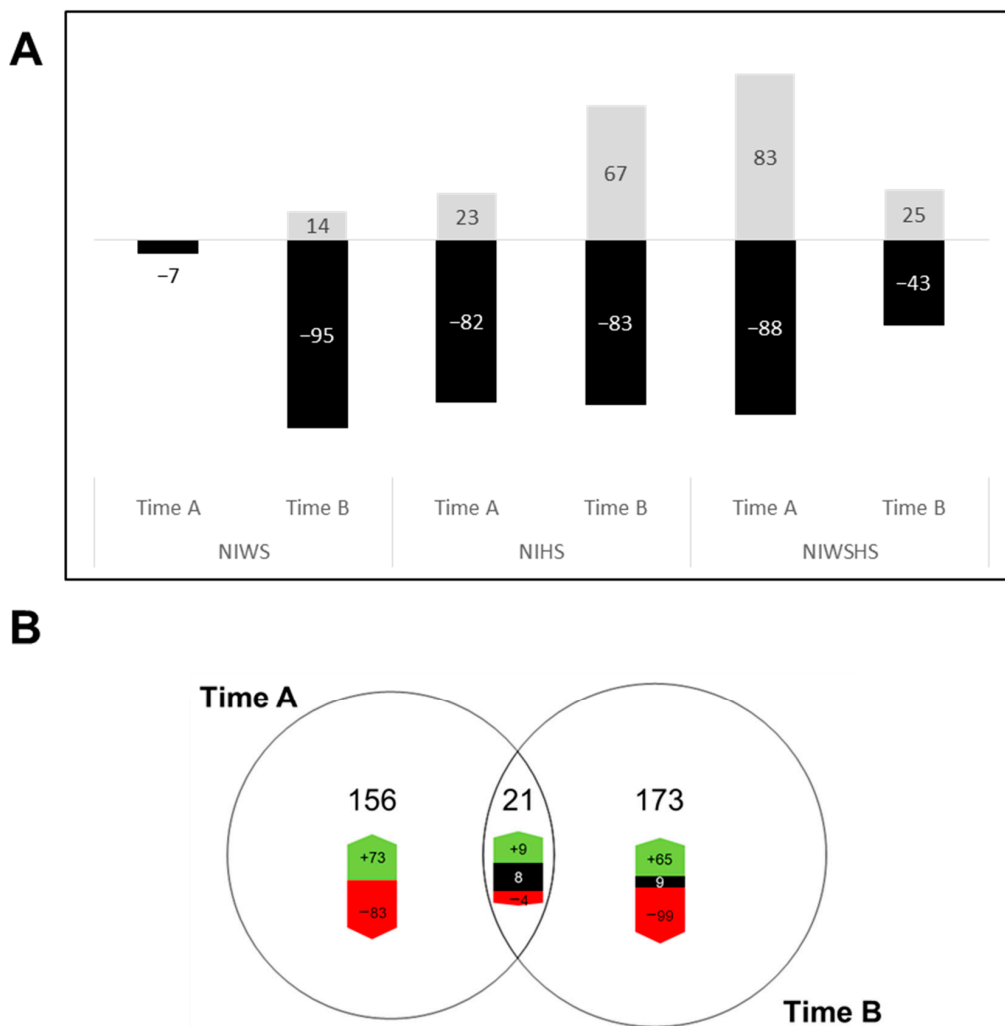 A
14
23
67
83
25
−7
−95
−82
−83
−88
−43
Time A Time B Time A Time B Time A Time B
NIWS NIHS NIWSHS
B
Time A
156 21 173
+73 +9 +65
8 9
−83 −4 −99
Time B